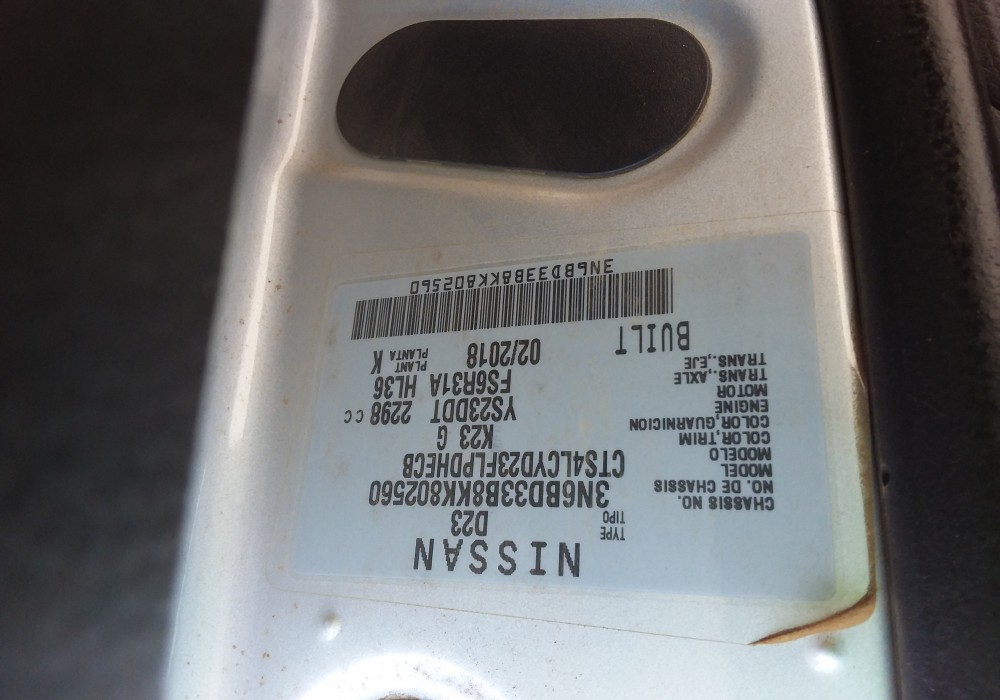 NISSAN
TYPE
TIPO D23
CHASSIS NO.
NO. DE CHASSIS 3N6BD33B8KK802560
MODEL
MODELO CTS4LCYD23FLPDHECB
COLOR,TRIM
COLOR,GUARNICION K23 G
ENGINE
MOTOR YS23DDT 2298 CC
TRANS.,AXLE
TRANS.,EJE FS6R31A HL36
BUILT 02/2018 PLANT
PLANTA K
3N6BD33B8KK802560